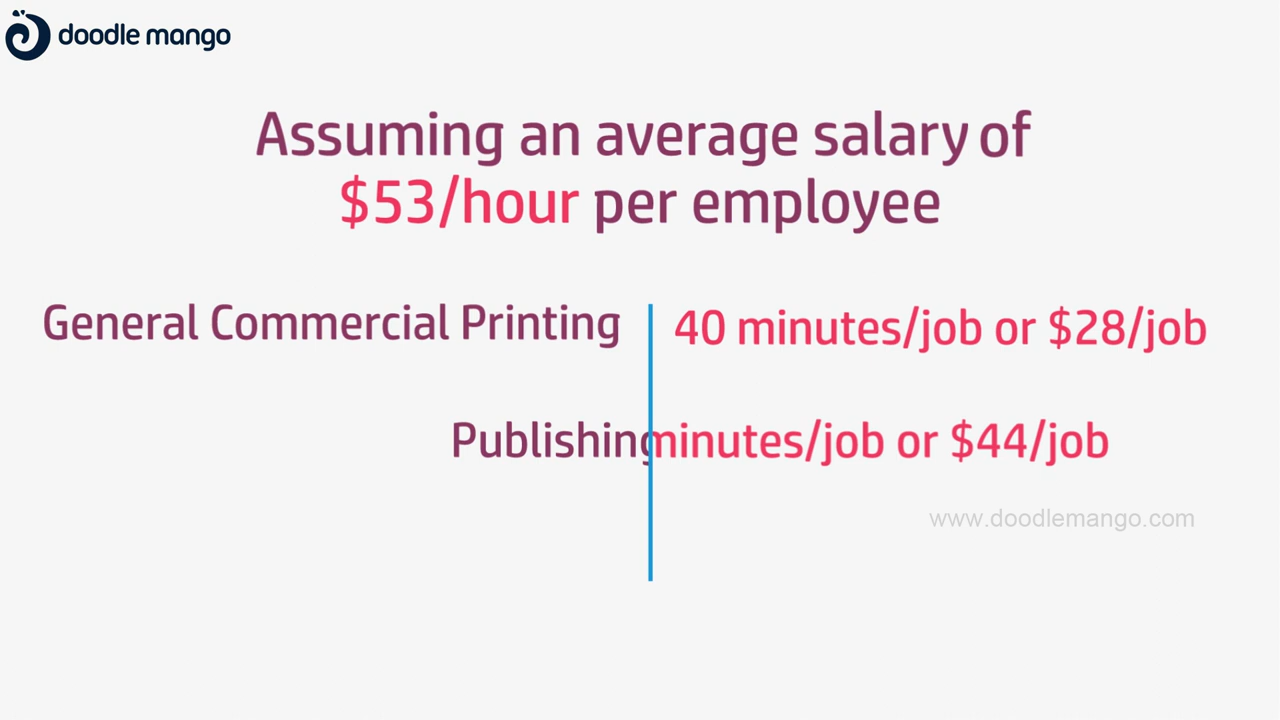 doodle mango
Assuming an average salary of
$53/hour per employee
General Commercial Printing
40 minutes/job or $28/job
Publishing
minutes/job or $44/job
www.doodlemango.com